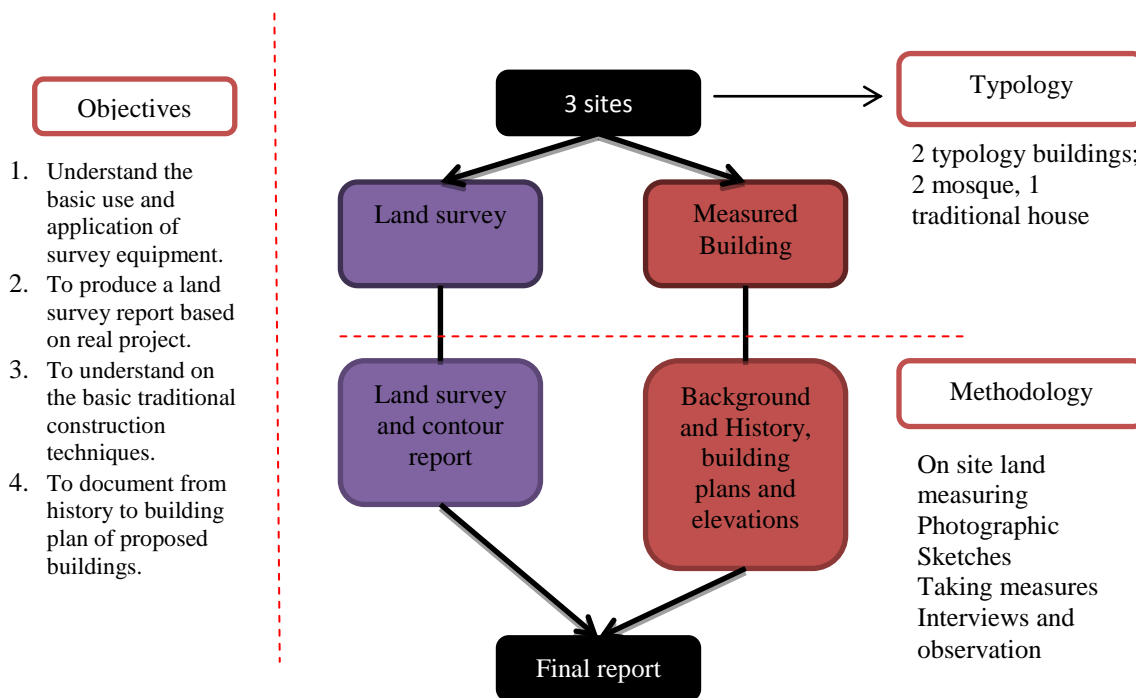 Objectives
1. Understand the
basic use and
application of
survey equipment.
2. To produce a land
survey report based
on real project.
3. To understand on
the basic traditional
construction
techniques.
4. To document from
history to building
plan of proposed
buildings.
3 sites
Typology
2 typology buildings;
2 mosque, 1
traditional house
Land survey
Measured
Building
Land survey
and contour
report
Background
and History,
building
plans and
elevations
Methodology
On site land
measuring
Photographic
Sketches
Taking measures
Interviews and
observation
Final report